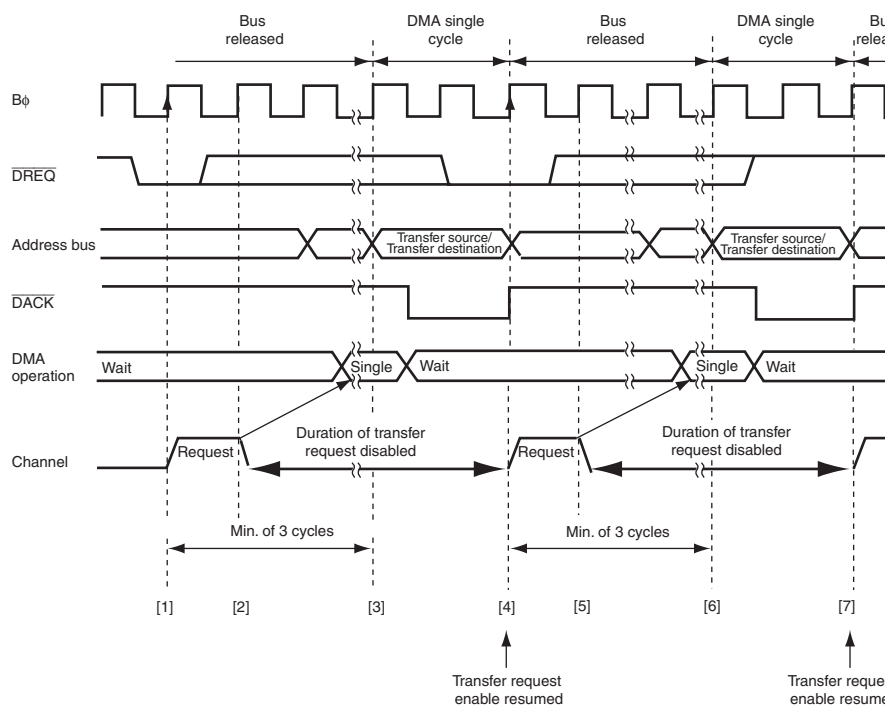 Bus
released
DMA single
cycle
Bus
released
DMA single
cycle
Bφ
DREQ
Address bus
Transfer source/
Transfer destination
Transfer source/
Transfer destination
DACK
DMA
operation
Wait
Single
Wait
Single
Wait
Channel
Request
Duration of transfer
request disabled
Request
Duration of transfer
request disabled
Min. of 3 cycles
Min. of 3 cycles
[1]
[2]
[3]
[4]
[5]
[6]
[7]
Transfer request
enable resumed
Transfer
enable